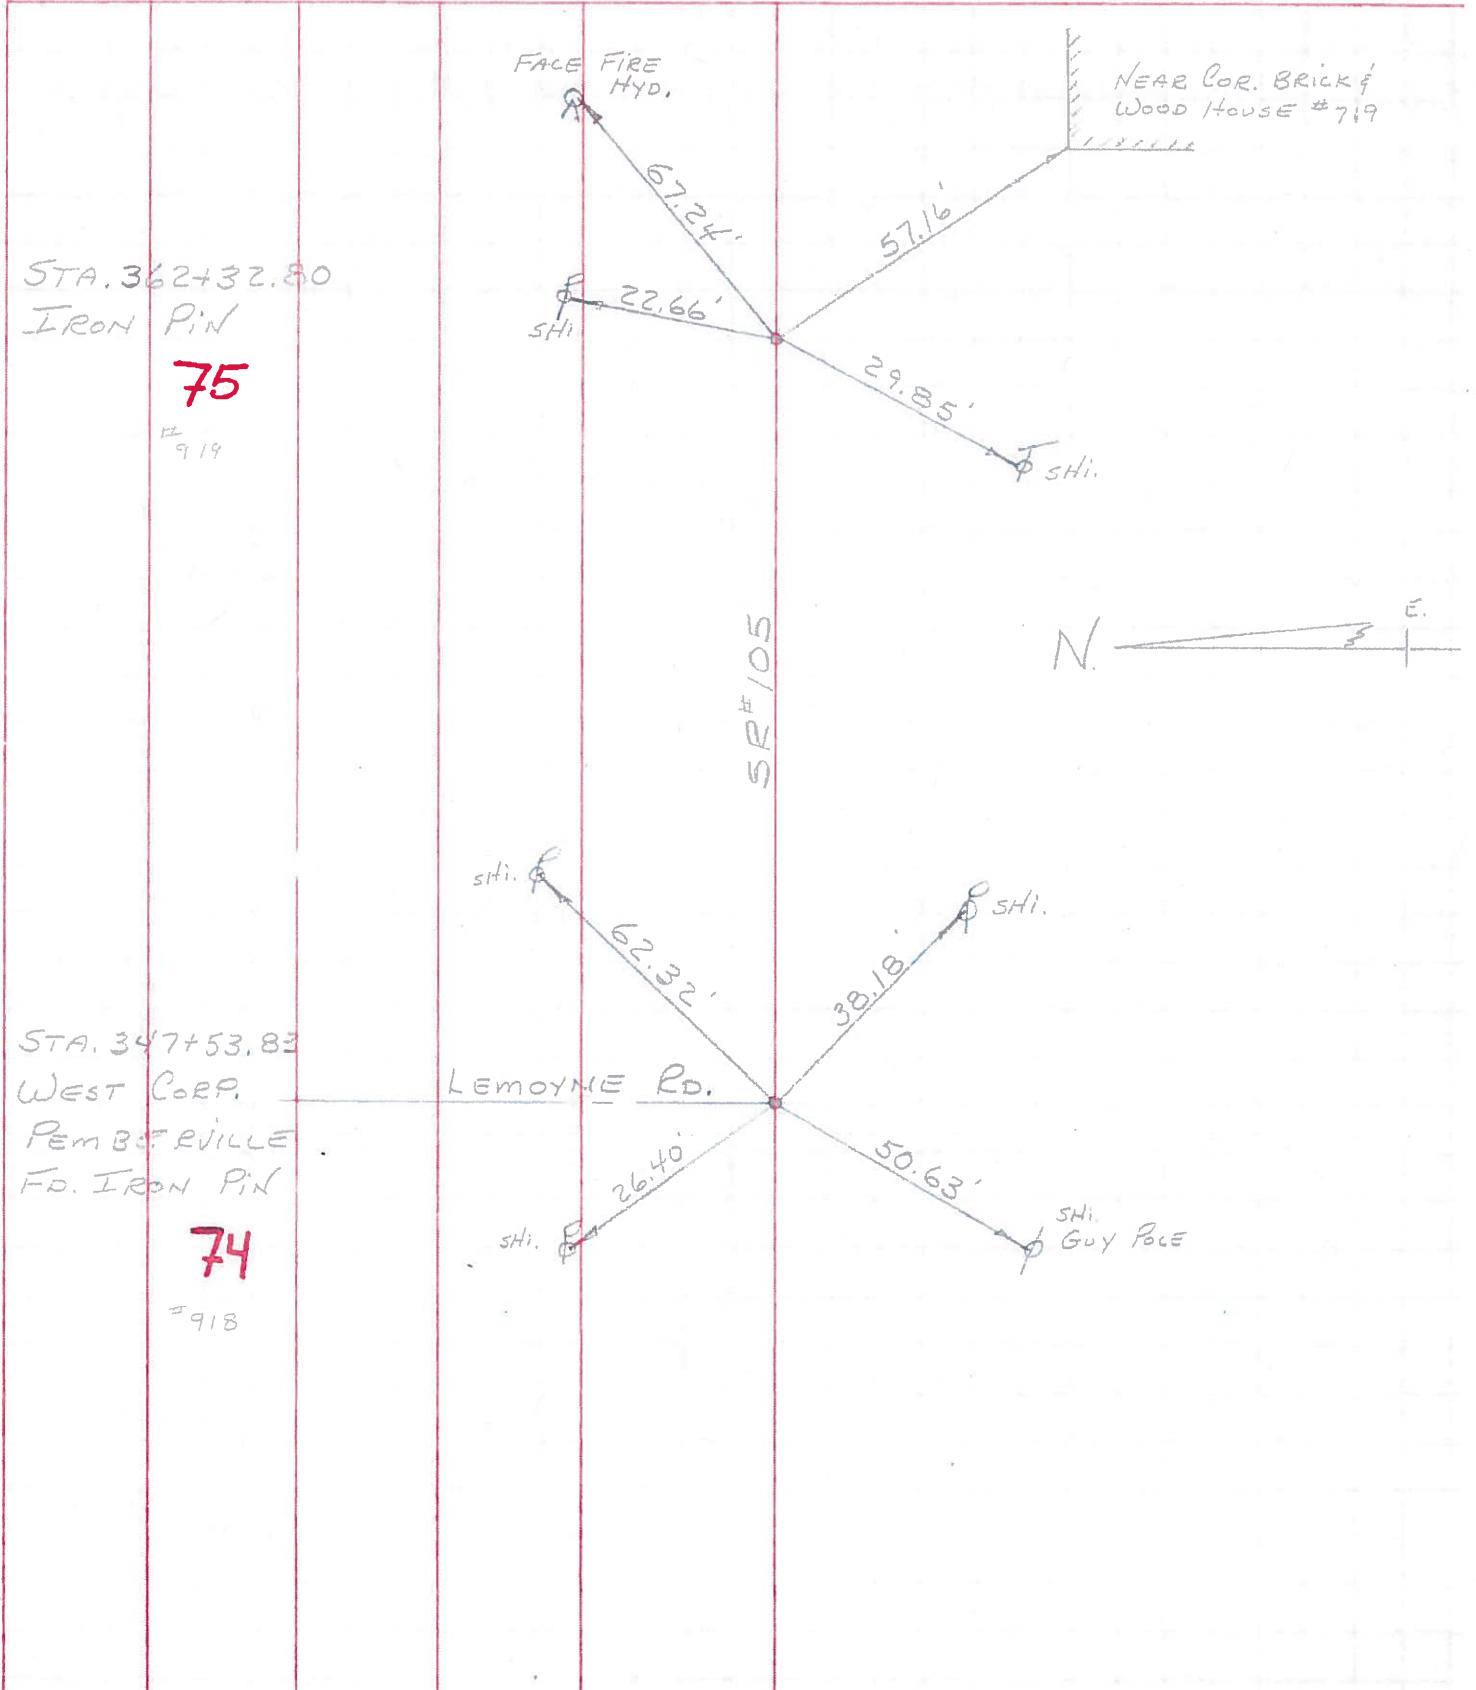 FACE FIRE
HYD.
NEAR COR. BRICK &
WOOD HOUSE #719
67.24'
57.16'
STA. 362+32.80
IRON PIN
22.66'
SHI.
75
29.85'
SHI.
#919
N.
E.
SR #105
SHI.
SHI.
62.32'
38.18'
STA. 347+53.83
WEST CORP.
LEMOYNE RD.
PEMBERVILLE
FD. IRON PIN
26.40'
50.63'
74
SHI.
SHI.
GUY POLE
#918